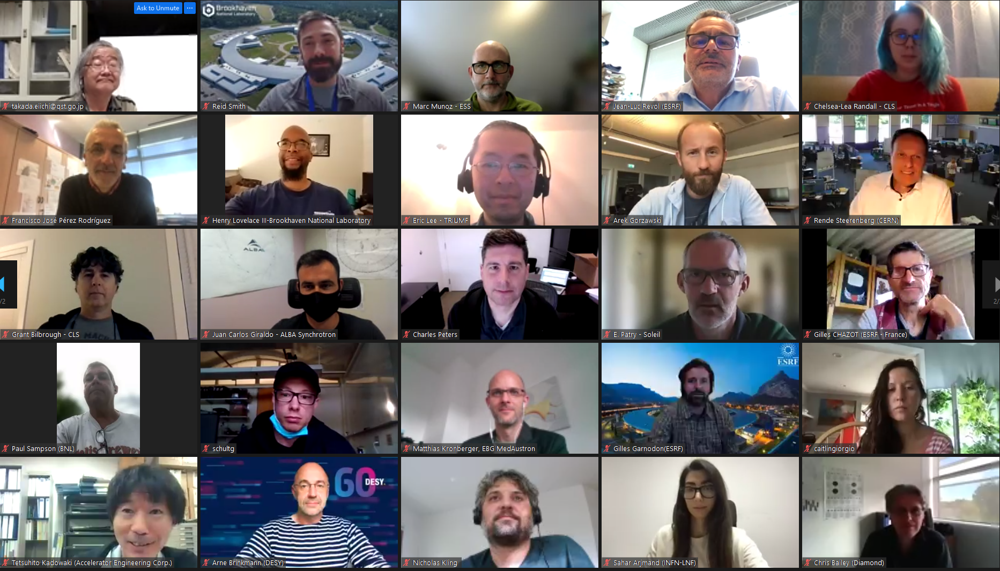 Ask to Unmute
...
takada.eiichi@qst.go.jp
Brookhaven
National Laboratory
Reid Smith
Marc Munoz - ESS
Jean-Luc Revol (ESRF)
Chelsea-Lea Randall - CLS
Francisco José Pérez Rodríguez
Henry Lovelace III-Brookhaven National Laboratory
Eric Lee - TRIUMF
Arek Gorzawski
Rende Steerenberg (CERN)
/2
Grant Bilbrough - CLS
ALBA
Juan Carlos Giraldo - ALBA Synchrotron
Charles Peters
E. Patry - Soleil
Gilles CHAZOT (ESRF - France)
2/
Paul Sampson (BNL)
schultg
Matthias Kronberger, EBG MedAustron
ESRF
Gilles Garnodon(ESRF)
caitlingiorgio
Tetsuhito Kadowaki (Accelerator Engineering Corp.)
60
DESY.
Arne Brinkmann (DESY)
Nicholas Kling
Sahar Arjmand (INFN-LNF)
Chris Bailey (Diamond)